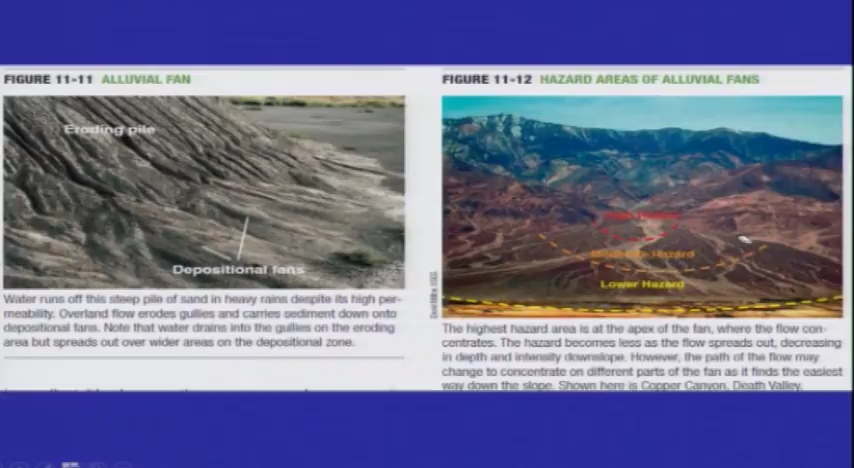 FIGURE 11-11 ALLUVIAL FAN
Eroding pile
Depositional fans
Water runs off this steep pile of sand in heavy rains despite its high per-
meability. Overland flow erodes gullies and carries sediment down onto
depositional fans. Note that water drains into the gullies on the eroding
area but spreads out over wider areas on the depositional zone.
FIGURE 11-12 HAZARD AREAS OF ALLUVIAL FANS
Hazard
Lower Hazard
The highest hazard area is at the apex of the fan, where the flow con-
centrates. The hazard becomes less as the flow spreads out, decreasing
in depth and intensity downslope. However, the path of the flow may
change to concentrate on different parts of the fan as it finds the easiest
way down the slope. Shown here is Copper Canyon, Death Valley,